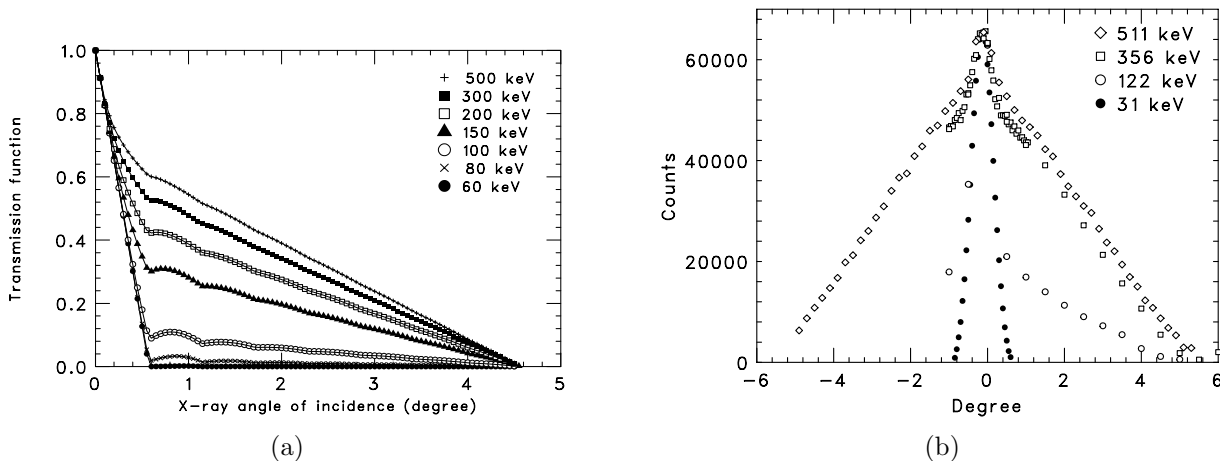 1.0
0.8
0.6
0.4
0.2
0.0
0 1 2 3 4 5
Transmission function
X-ray angle of incidence (degree)
500 keV
300 keV
200 keV
150 keV
100 keV
80 keV
60 keV
(a)
60000
40000
20000
0
−6 −4 −2 0 2 4 6
Counts
Degree
511 keV
356 keV
122 keV
31 keV
(b)